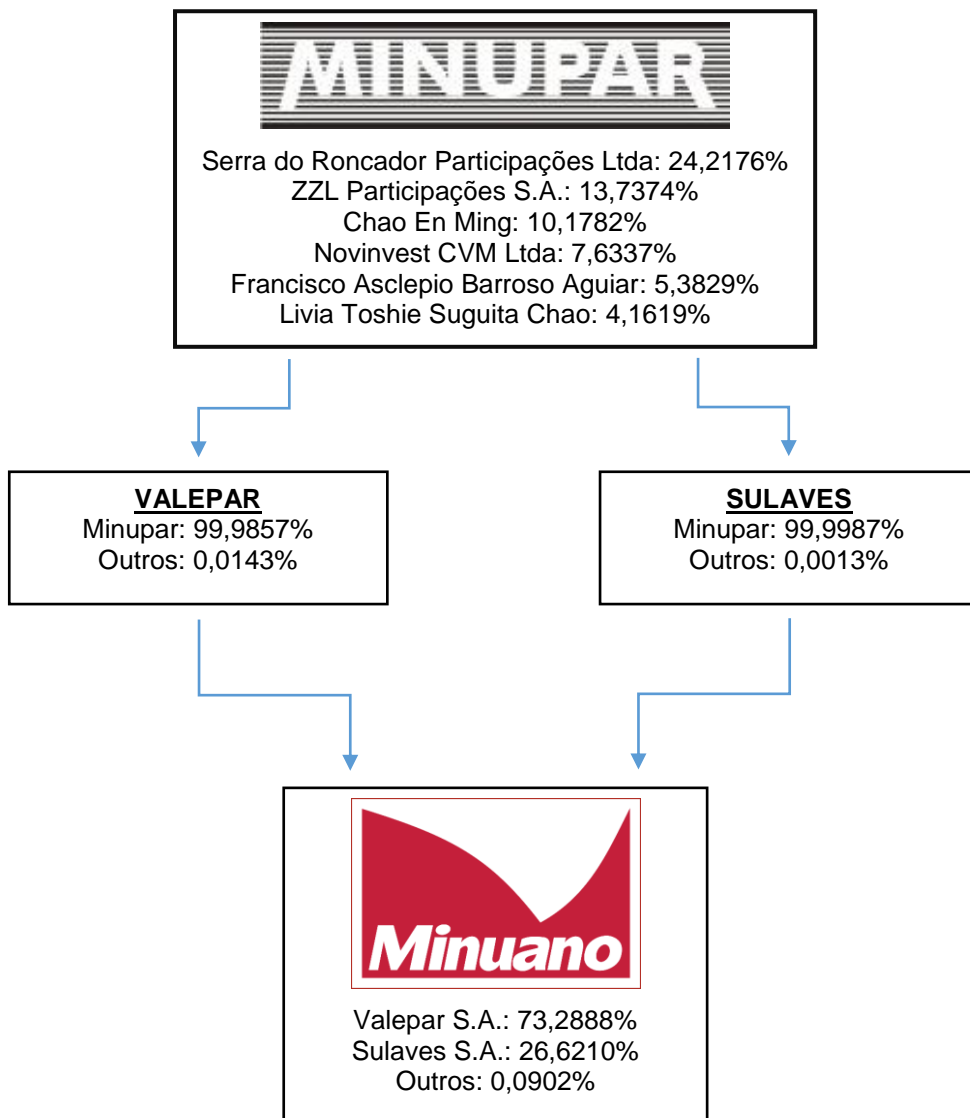 MINUPAR
Serra do Roncador Participações Ltda: 24,2176%
ZZL Participações S.A.: 13,7374%
Chao En Ming: 10,1782%
Novinvest CVM Ltda: 7,6337%
Francisco Asclepio Barroso Aguiar: 5,3829%
Livia Toshie Suguita Chao: 4,1619%
VALEPAR
Minupar: 99,9857%
Outros: 0,0143%
SULAVES
Minupar: 99,9987%
Outros: 0,0013%
Minuano
Valepar S.A.: 73,2888%
Sulaves S.A.: 26,6210%
Outros: 0,0902%